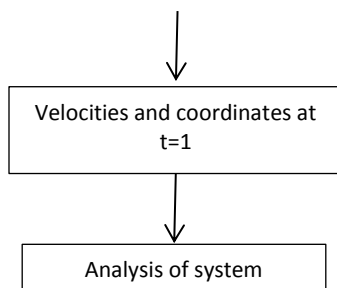 Velocities and coordinates at
t=1
Analysis of system